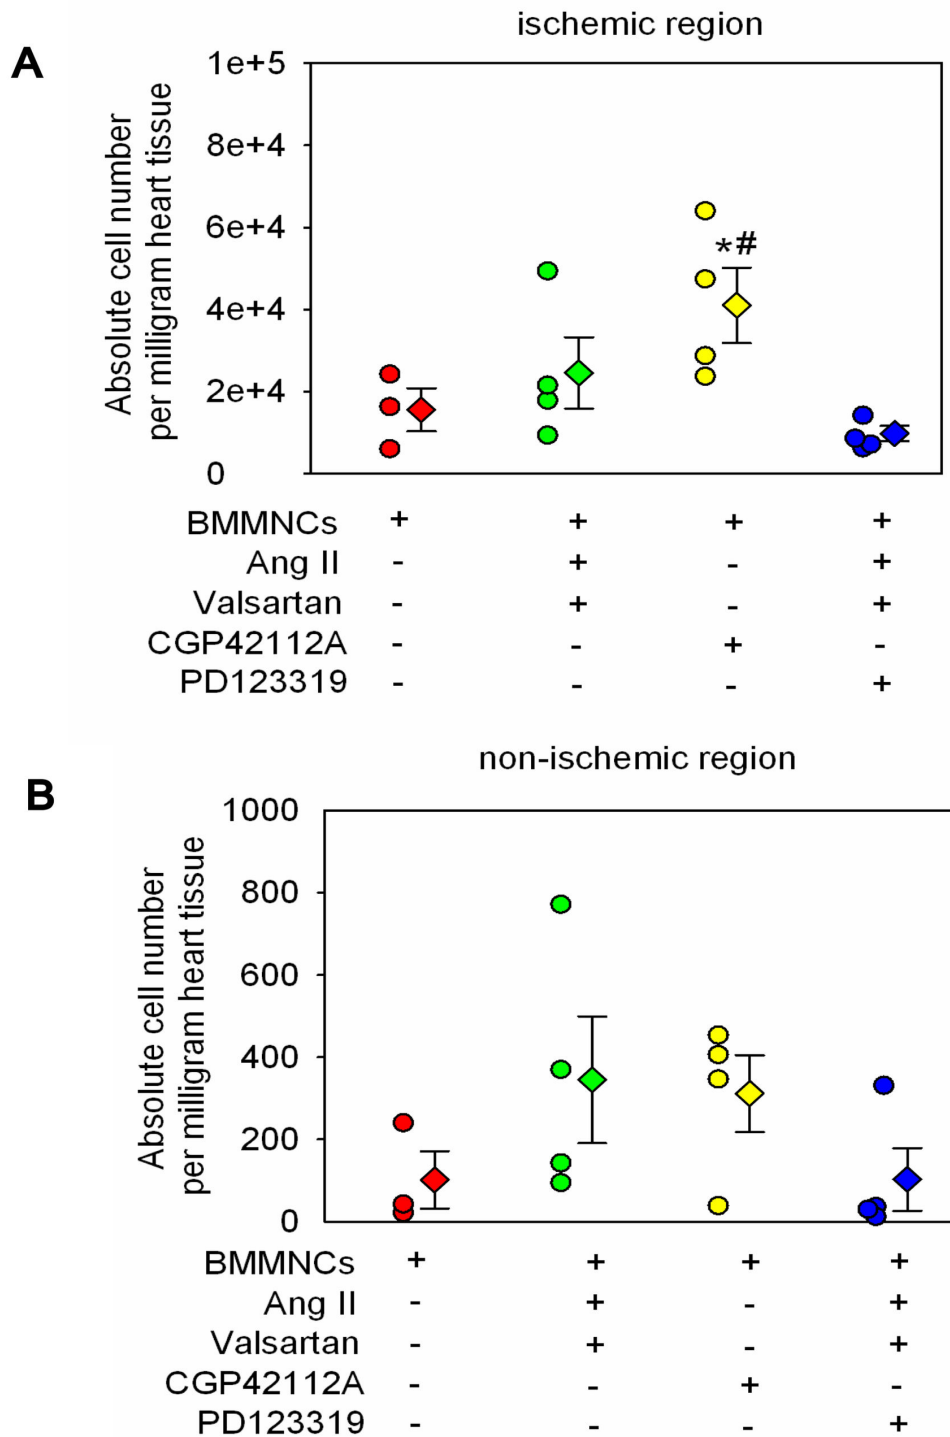 ischemic region
A
Absolute cell number
per milligram heart tissue
1e+5
8e+4
6e+4
4e+4
2e+4
0
*#
BMMNCs + + + +
Ang II - + - +
Valsartan - + - +
CGP42112A - - + -
PD123319 - - - +
non-ischemic region
B
Absolute cell number
per milligram heart tissue
1000
800
600
400
200
0
BMMNCs + + + +
Ang II - + - +
Valsartan - + - +
CGP42112A - - + -
PD123319 - - - +